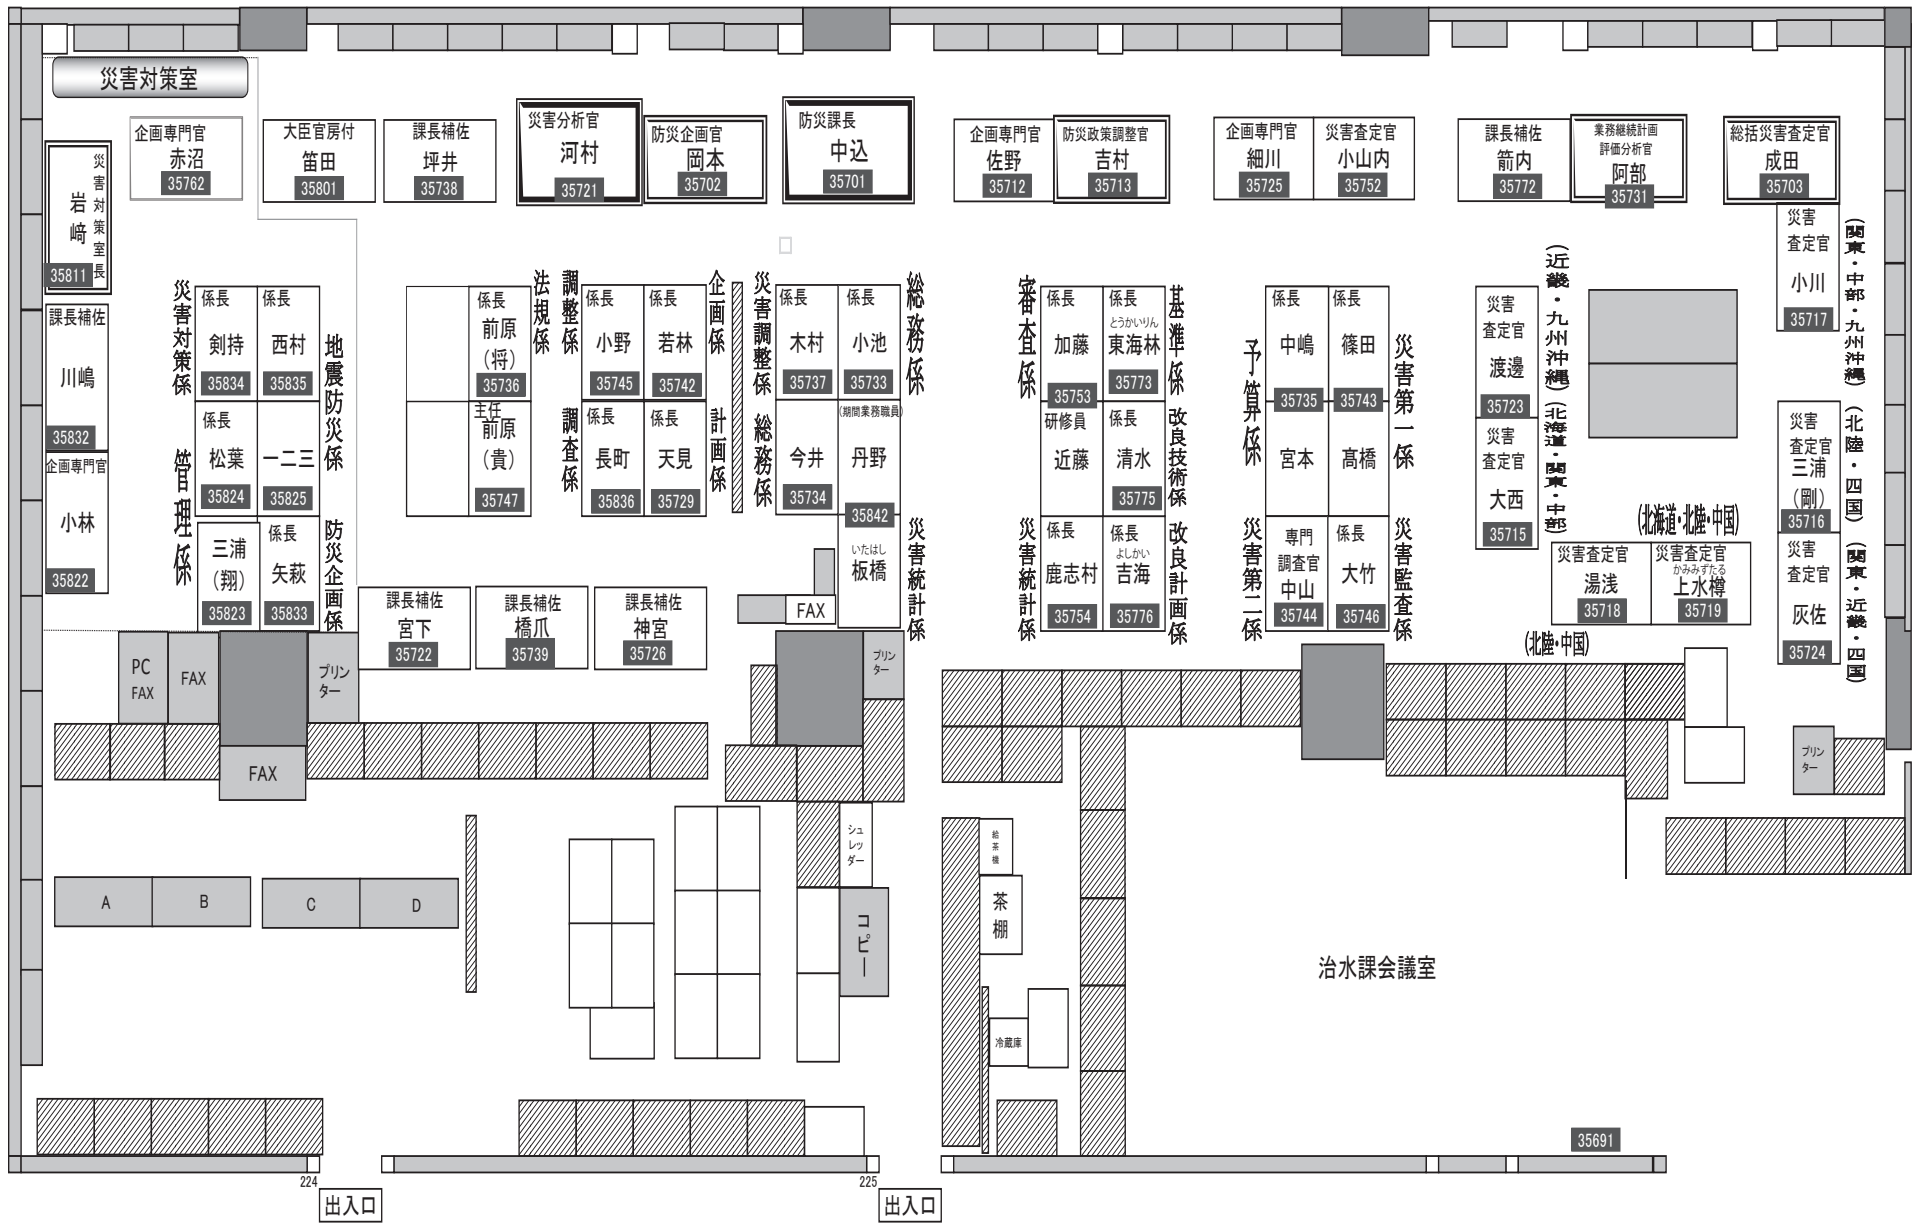 災害対策室
企画専門官
赤沼
35762
大臣官房付
笛田
35801
課長補佐
坪井
35738
災害分析官
河村
35721
防災企画官
岡本
35702
防災課長
中込
35701
企画専門官
佐野
35712
防災政策調整官
吉村
35713
企画専門官
細川
35725
災害査定官
小山内
35752
課長補佐
箭内
35772
業務継続計画
評価分析官
阿部
35731
総括災害査定官
成田
35703
災害対策室長
岩﨑
35811
課長補佐
川嶋
35832
企画専門官
小林
35822
災害対策係
係長
剣持
35834
係長
西村
35835
地震防災係
管理係
係長
松葉
35824
一二三
35825
三浦
(翔)
35823
係長
矢萩
35833
防災企画係
法規係
係長
前原
(将)
35736
主任
前原
(貴)
35747
調整係
係長
小野
35745
係長
若林
35742
企画係
調査係
係長
長町
35836
係長
天見
35729
計画係
課長補佐
宮下
35722
課長補佐
橋爪
35739
課長補佐
神宮
35726
災害調整係
係長
木村
35737
係長
小池
35733
総務係
総務係
今井
35734
(期間業務職員)
丹野
35842
いたはし
板橋
災害統計係
FAX
審査係
係長
加藤
35753
係長
とうかいりん
東海林
35773
基準係
研修員
近藤
係長
清水
35775
改良技術係
災害統計係
係長
鹿志村
35754
係長
よしかい
吉海
35776
改良計画係
予算係
係長
中嶋
35735
係長
篠田
35743
災害第一係
宮本
髙橋
災害第二係
専門
調査官
中山
35744
係長
大竹
35746
災害監査係
災害
査定官
渡邊
35723
(近畿・九州沖縄)
災害
査定官
大西
35715
(北海道・関東・中部)
災害
査定官
小川
35717
(関東・中部・九州沖縄)
災害
査定官
三浦
(剛)
35716
(北陸・四国)
災害
査定官
灰佐
35724
(関東・近畿・四国)
(北海道・北陸・中国)
災害査定官
湯浅
35718
災害査定官
かみみずたる
上水樽
35719
(北陸・中国)
PC
FAX
FAX
プリン
ター
FAX
プリン
ター
プリン
ター
シュ
レッ
ダー
コピー
A
B
C
D
給茶機
茶棚
冷蔵庫
治水課会議室
35691
224
出入口
225
出入口